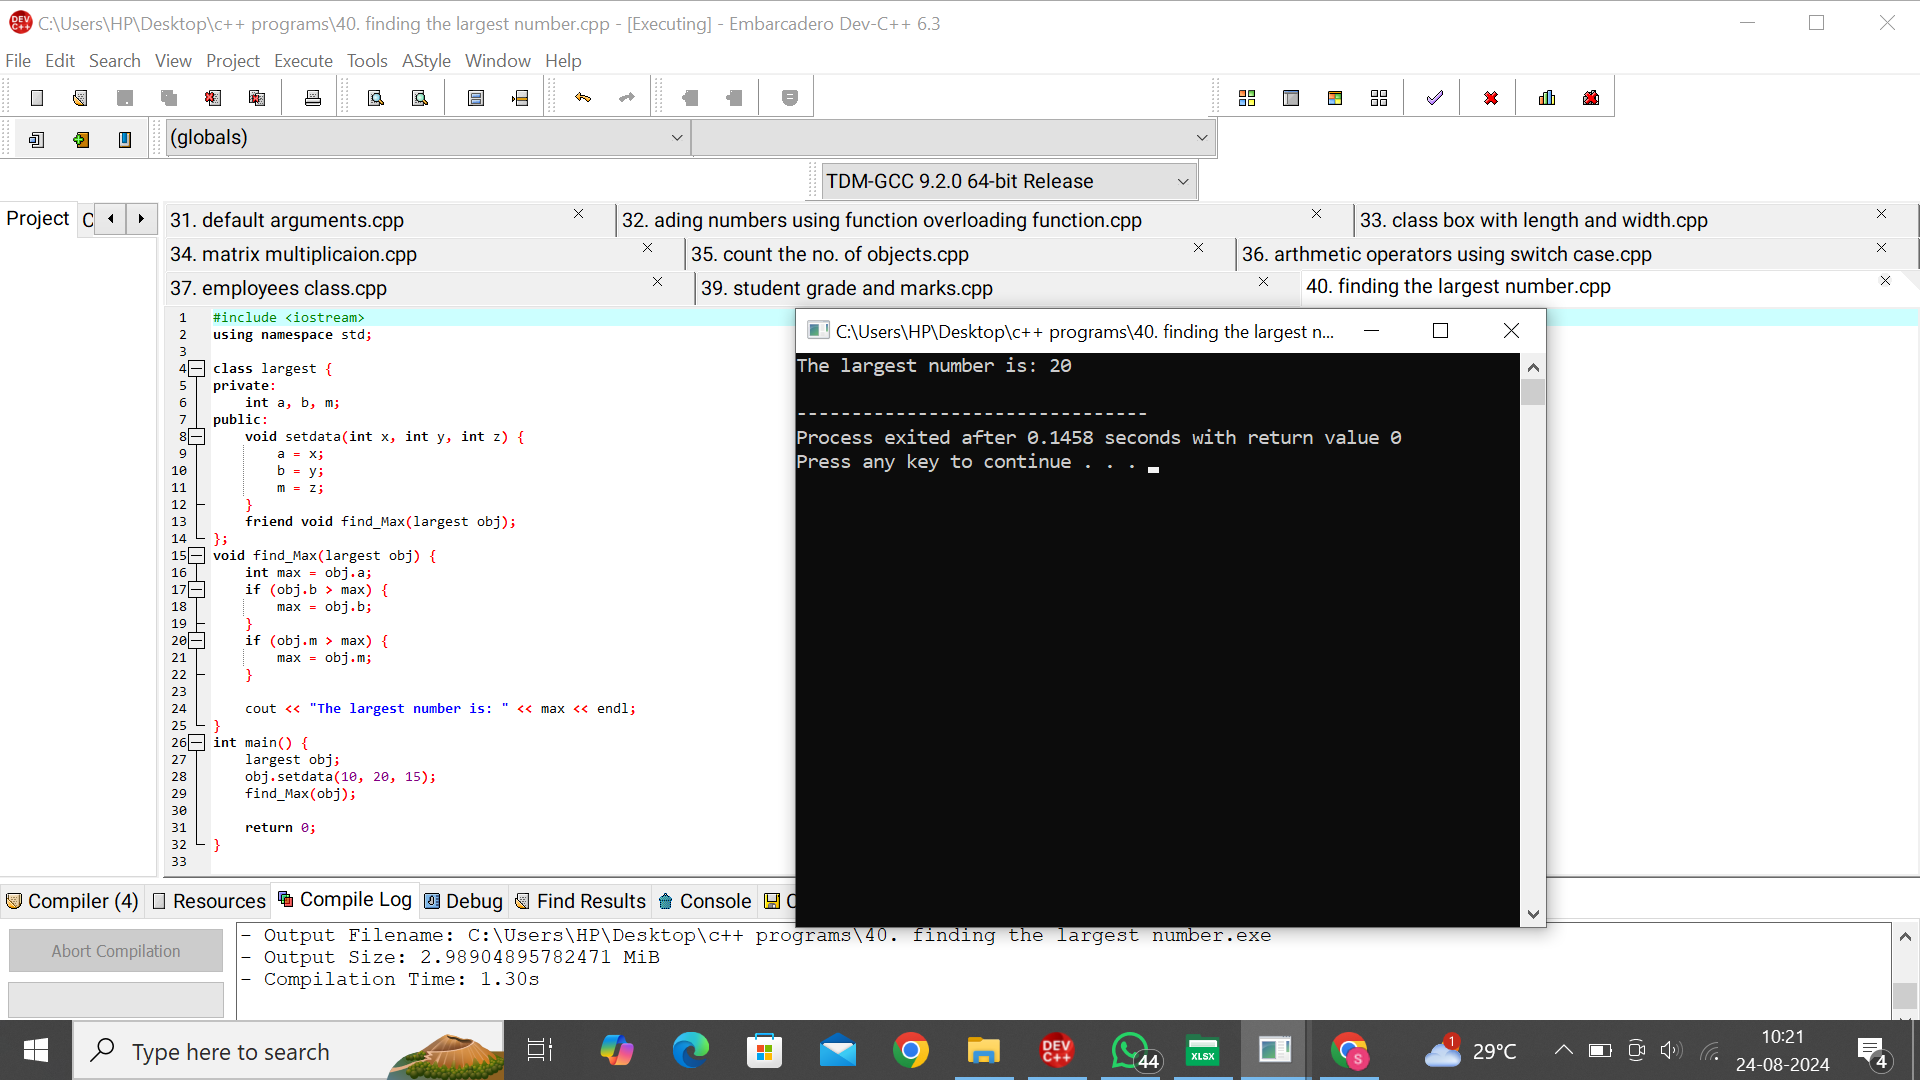 C:\Users\HP\Desktop\c++ programs\40. finding the largest number.cpp - [Executing] - Embarcadero Dev-C++ 6.3
File Edit Search View Project Execute Tools AStyle Window Help
(globals)
TDM-GCC 9.2.0 64-bit Release
Project
31. default arguments.cpp
32. ading numbers using function overloading function.cpp
33. class box with length and width.cpp
34. matrix multiplicaion.cpp
35. count the no. of objects.cpp
36. arthmetic operators using switch case.cpp
37. employees class.cpp
39. student grade and marks.cpp
40. finding the largest number.cpp
1 #include <iostream>
2 using namespace std;
3
4 class largest {
5 private:
6 int a, b, m;
7 public:
8 void setdata(int x, int y, int z) {
9 a = x;
10 b = y;
11 m = z;
12 }
13 friend void find_Max(largest obj);
14 };
15 void find_Max(largest obj) {
16 int max = obj.a;
17 if (obj.b > max) {
18 max = obj.b;
19 }
20 if (obj.m > max) {
21 max = obj.m;
22 }
23
24 cout << "The largest number is: " << max << endl;
25 }
26 int main() {
27 largest obj;
28 obj.setdata(10, 20, 15);
29 find_Max(obj);
30
31 return 0;
32 }
33
C:\Users\HP\Desktop\c++ programs\40. finding the largest n...
The largest number is: 20
--------------------------------
Process exited after 0.1458 seconds with return value 0
Press any key to continue . . .
Compiler (4) Resources Compile Log Debug Find Results Console
Abort Compilation
- Output Filename: C:\Users\HP\Desktop\c++ programs\40. finding the largest number.exe
- Output Size: 2.98904895782471 MiB
- Compilation Time: 1.30s
Type here to search
DEV C++
44
XLSX
S
1
29°C
10:21
24-08-2024
4